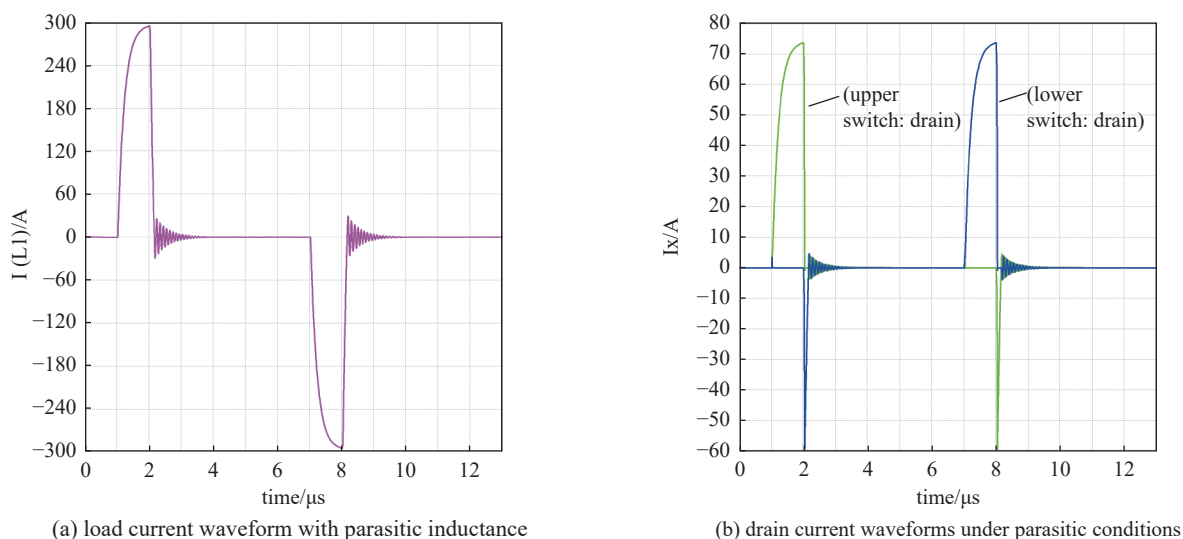 300
240
180
120
60
0
−60
−120
−180
−240
−300
I (L1)/A
0 2 4 6 8 10 12
time/μs
(a) load current waveform with parasitic inductance
80
70
60
50
40
30
20
10
0
−10
−20
−30
−40
−50
−60
Ix/A
(upper
switch: drain)
(lower
switch: drain)
0 2 4 6 8 10 12
time/μs
(b) drain current waveforms under parasitic conditions